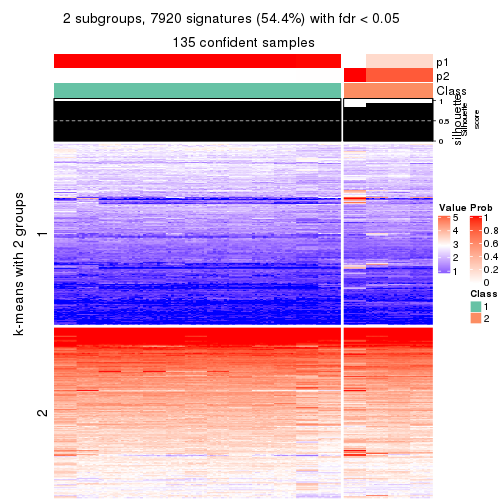 2 subgroups, 7920 signatures (54.4%) with fdr < 0.05
135 confident samples
p1
p2
Class
1
0.5
0
silhouette
Silhouette
score
k-means with 2 groups
1
2
Value
5
4
3
2
1
Prob
1
0.8
0.6
0.4
0.2
0
Class
1
2